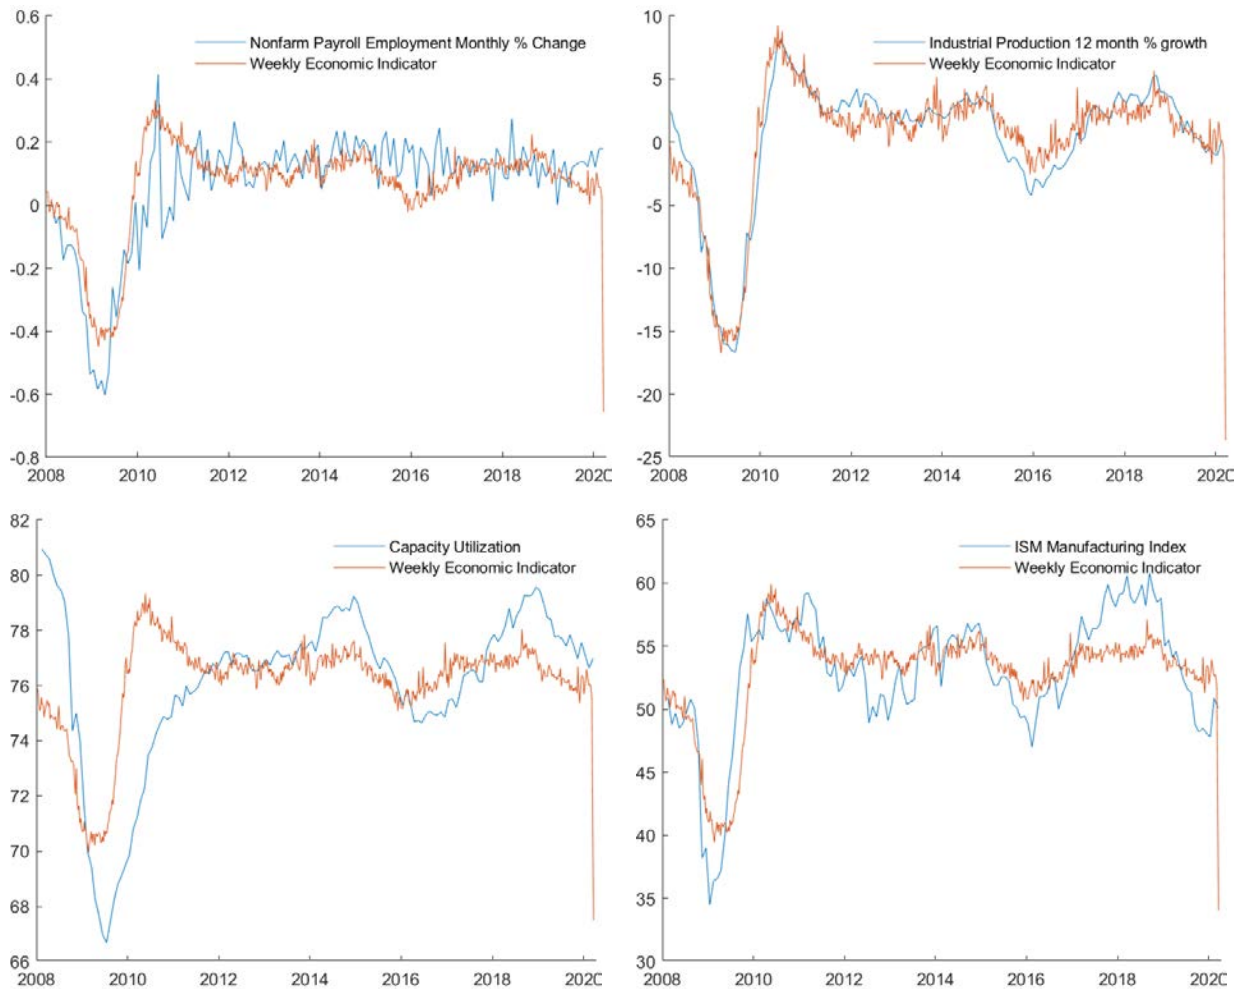 0.6
Nonfarm Payroll Employment Monthly % Change
Weekly Economic Indicator
0.4
0.2
0
-0.2
-0.4
-0.6
-0.8
2008 2010 2012 2014 2016 2018 2020
10
Industrial Production 12 month % growth
Weekly Economic Indicator
5
0
-5
-10
-15
-20
-25
2008 2010 2012 2014 2016 2018 2020
82
Capacity Utilization
Weekly Economic Indicator
80
78
76
74
72
70
68
66
2008 2010 2012 2014 2016 2018 2020
65
ISM Manufacturing Index
Weekly Economic Indicator
60
55
50
45
40
35
30
2008 2010 2012 2014 2016 2018 2020